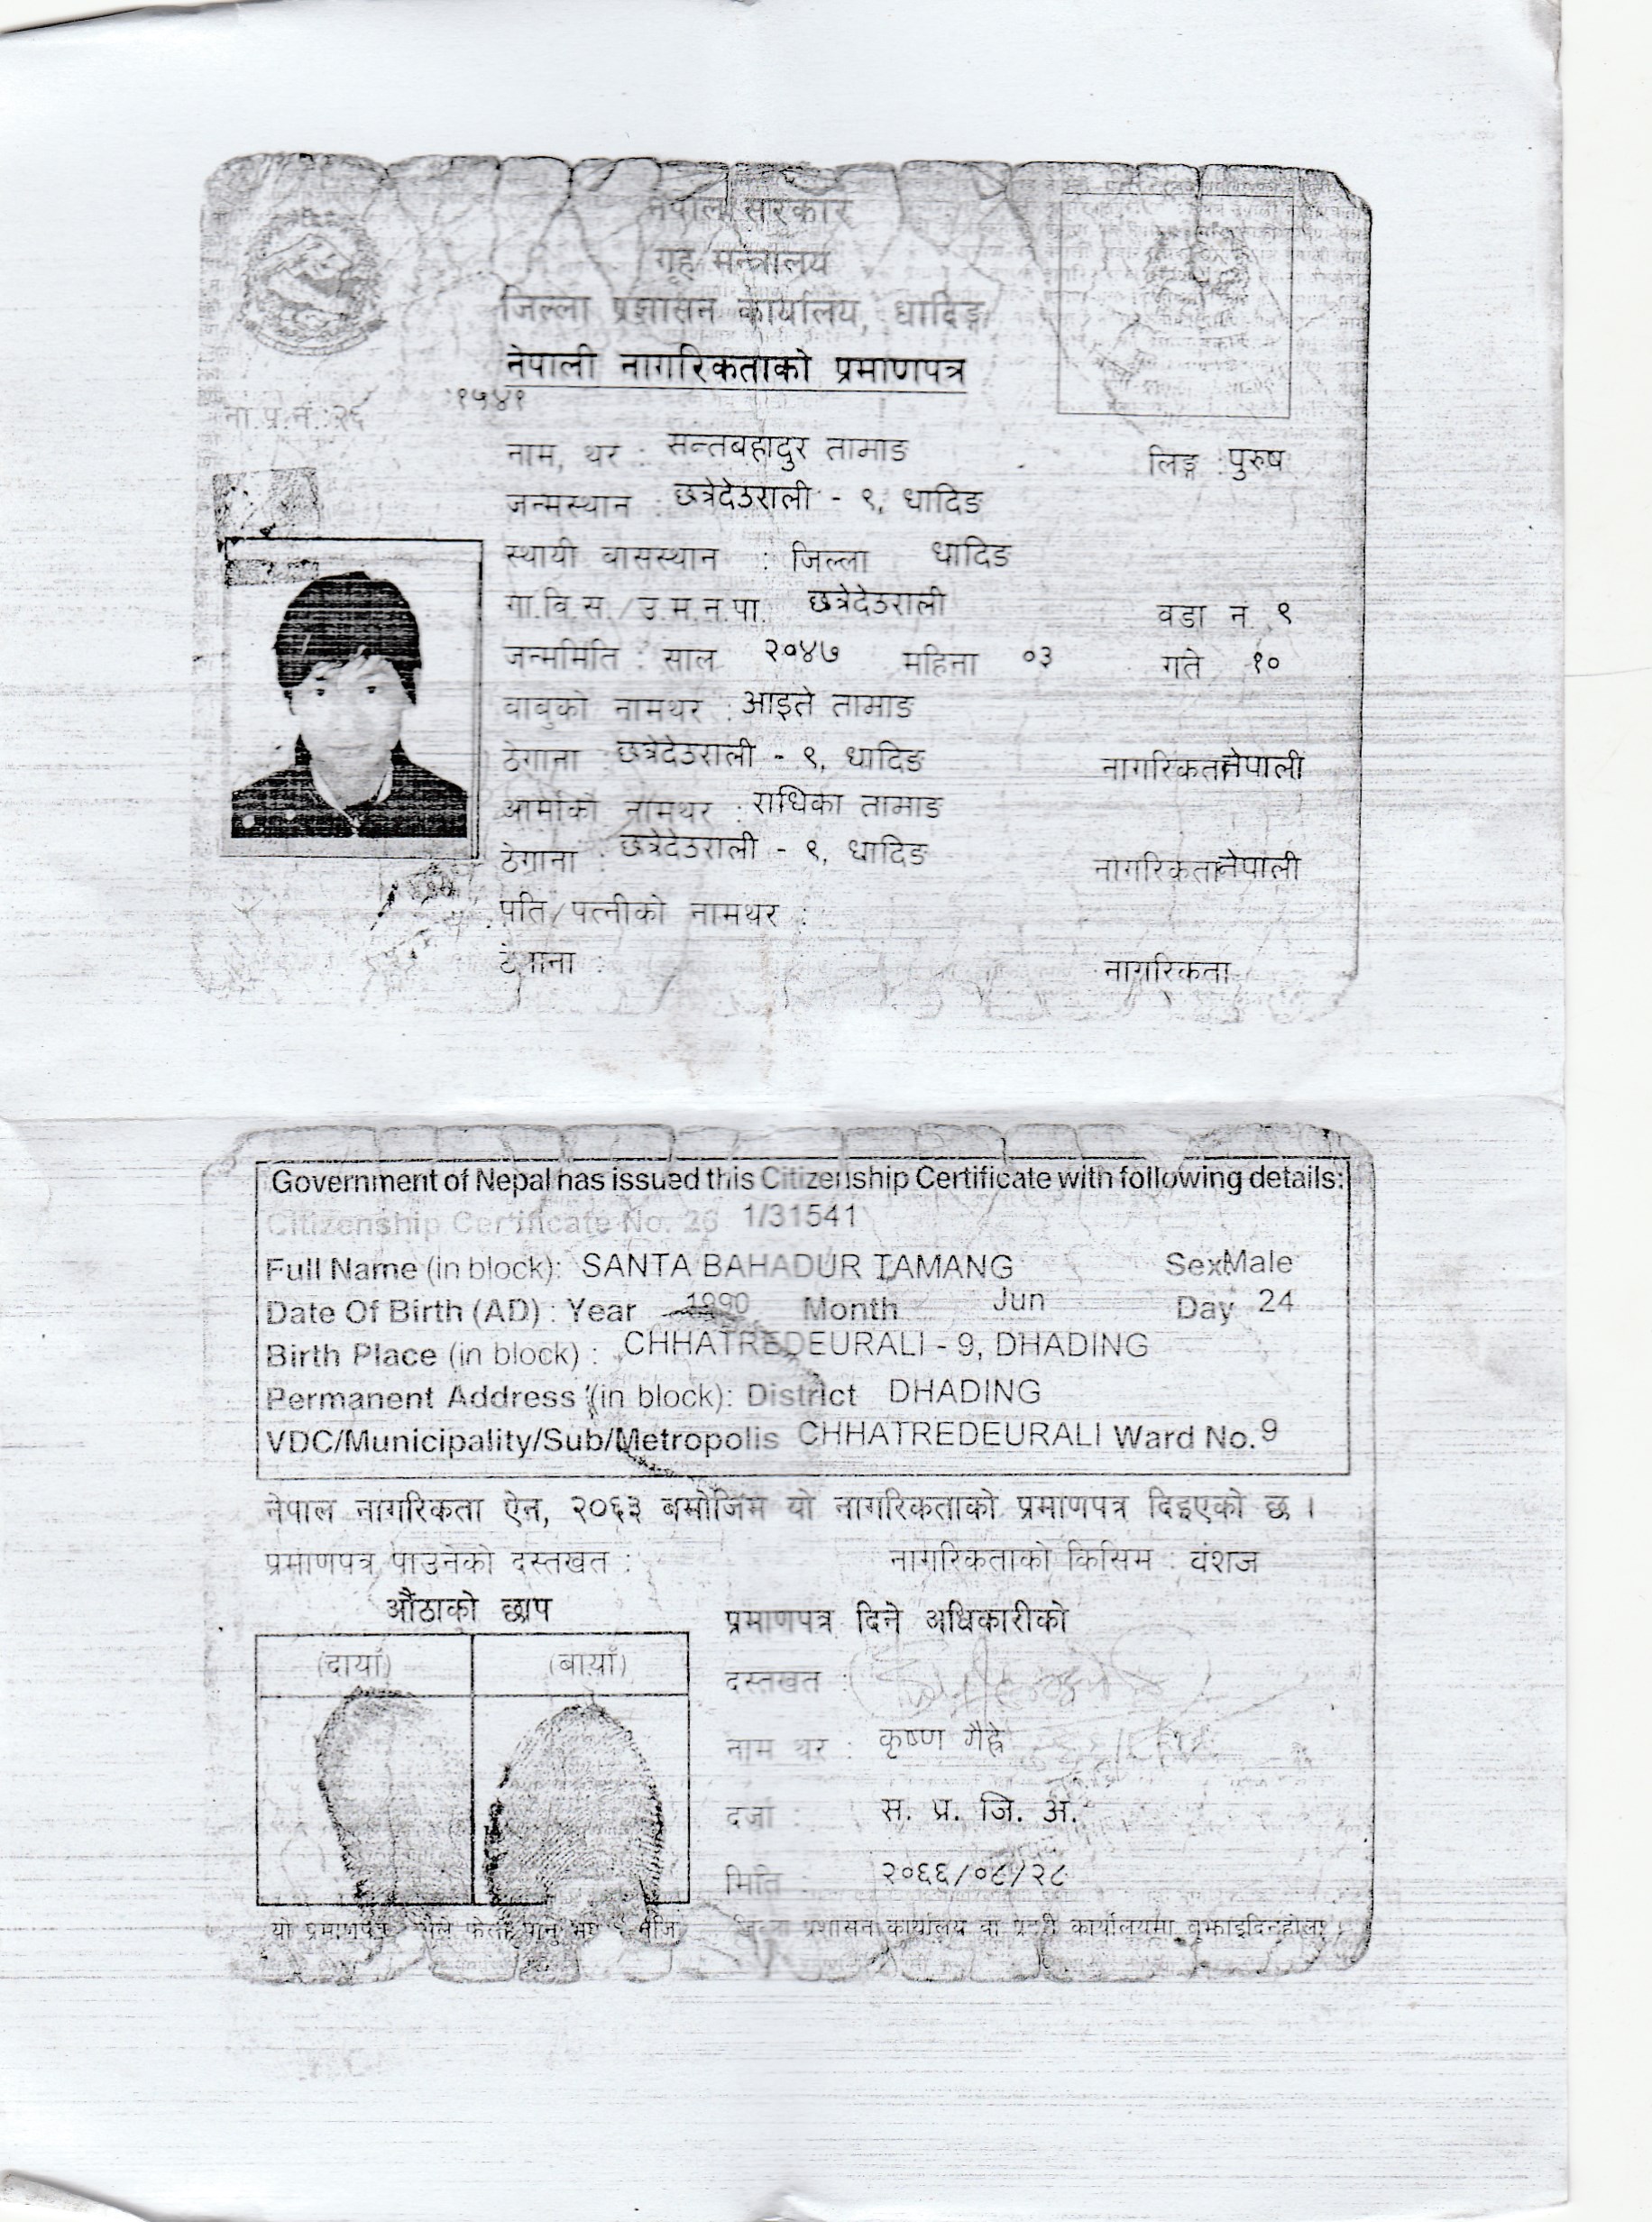 नेपाल सरकार
गृह मन्त्रालय
जिल्ला प्रशासन कार्यालय, धादिङ्ग
नेपाली नागरिकताको प्रमाणपत्र
ना.प्र.नं.:२६ १५४१
नाम, थर : सन्तबहादुर तामाङ लिङ्ग : पुरुष
जन्मस्थान : छत्रेदेउराली - ९, धादिङ
स्थायी बासस्थान : जिल्ला धादिङ
गा.वि.स./उ.म.न.पा. छत्रेदेउराली वडा नं. ९
जन्ममिति : साल २०४७ महिना ०३ गते १०
बाबुको नामथर : आइते तामाङ
ठेगाना : छत्रेदेउराली - ९, धादिङ नागरिकता नेपाली
आमाको नामथर : राधिका तामाङ
ठेगाना : छत्रेदेउराली - ९, धादिङ नागरिकता नेपाली
पति/पत्नीको नामथर :
ठेगाना : नागरिकता
Government of Nepal has issued this Citizenship Certificate with following details:
Citizenship Certificate No. 26 1/31541
Full Name (in block): SANTA BAHADUR TAMANG Sex: Male
Date Of Birth (AD) : Year 1990 Month Jun Day 24
Birth Place (in block) : CHHATREDEURALI - 9, DHADING
Permanent Address (in block): District DHADING
VDC/Municipality/Sub/Metropolis CHHATREDEURALI Ward No. 9
नेपाल नागरिकता ऐन, २०६३ बमोजिम यो नागरिकताको प्रमाणपत्र दिइएको छ ।
प्रमाणपत्र पाउनेको दस्तखत : नागरिकताको किसिम : वंशज
औंठाको छाप
(दायाँ) (बायाँ)
प्रमाणपत्र दिने अधिकारीको
दस्तखत :
नाम थर : कृष्ण गैह्रे
दर्जा : स. प्र. जि. अ.
मिति : २०६६/०८/२८
यो प्रमाणपत्र जिल्ला प्रशासन कार्यालय वा प्रहरी कार्यालयमा बुझाइदिनुहोला ।